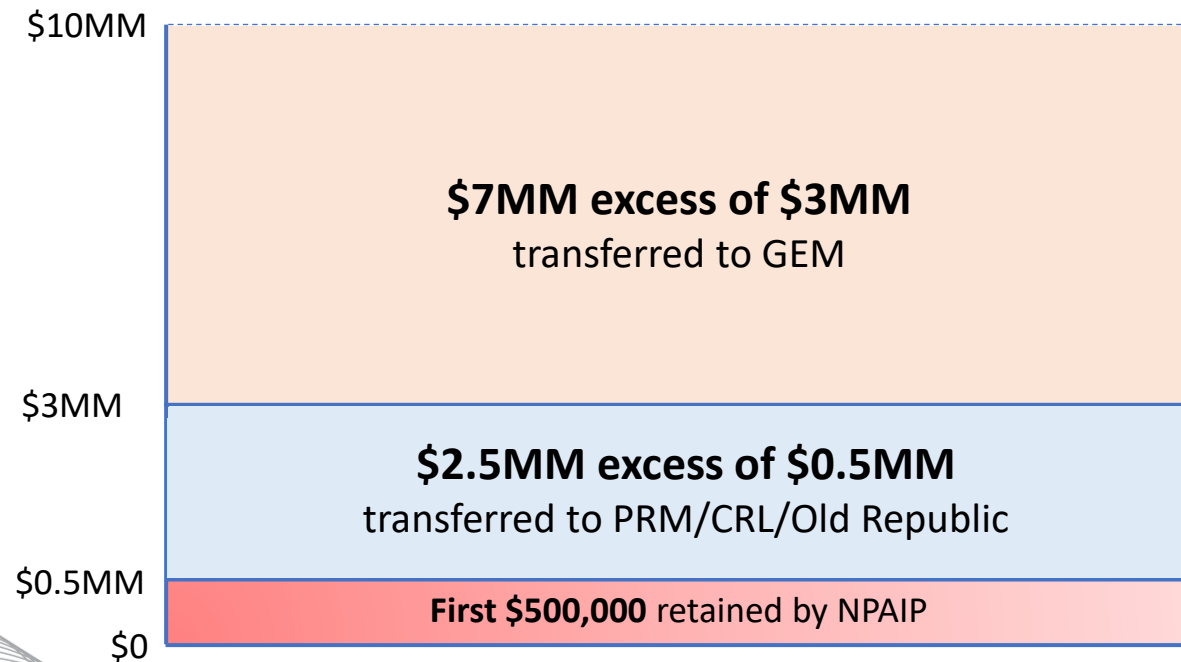 $10MM
$7MM excess of $3MM
transferred to GEM
$3MM
$2.5MM excess of $0.5MM
transferred to PRM/CRL/Old Republic
$0.5MM
First $500,000 retained by NPAIP
$0